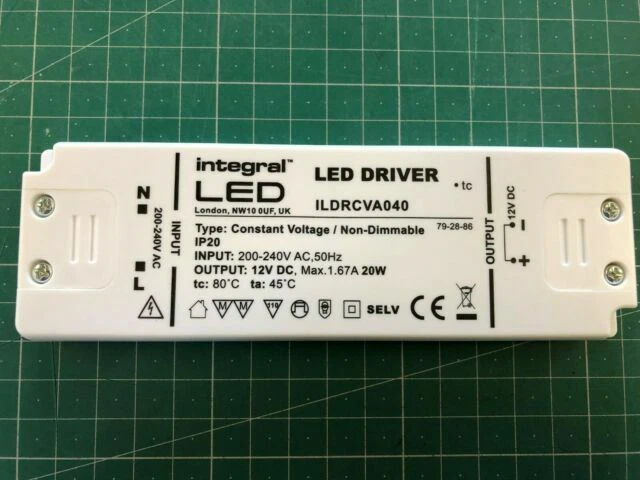 integral™
LED
London, NW10 0UF, UK
LED DRIVER
ILDRCVA040
• tc
79-28-86
Type: Constant Voltage / Non-Dimmable
IP20
INPUT: 200-240V AC,50Hz
OUTPUT: 12V DC, Max.1.67A 20W
tc: 80°C ta: 45°C
M M 110 SELV CE
N
L
200-240V AC
INPUT
OUTPUT
12V DC
−
+